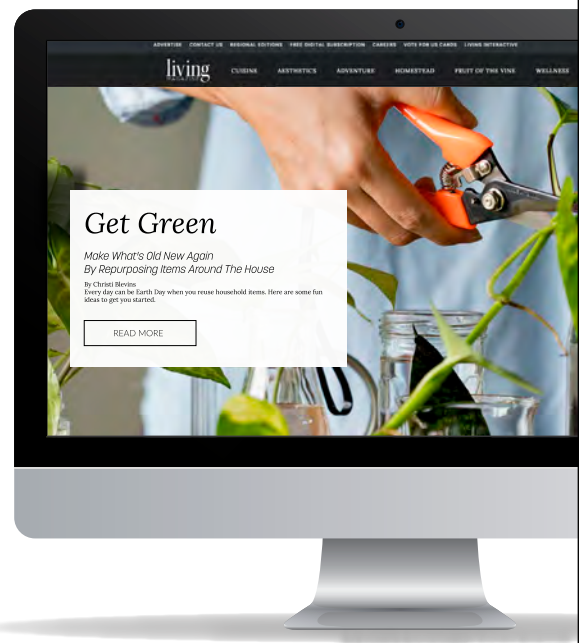 ADVERTISE CONTACT US REGIONAL EDITIONS FREE DIGITAL SUBSCRIPTION CAREERS VOTE FOR US CARDS LIVING INTERACTIVE
living
MAGAZINE
CUISINE AESTHETICS ADVENTURE HOMESTEAD FRUIT OF THE VINE WELLNESS
Get Green
Make What's Old New Again
By Repurposing Items Around The House
By Christi Blevins
Every day can be Earth Day when you reuse household items. Here are some fun
ideas to get you started.
READ MORE